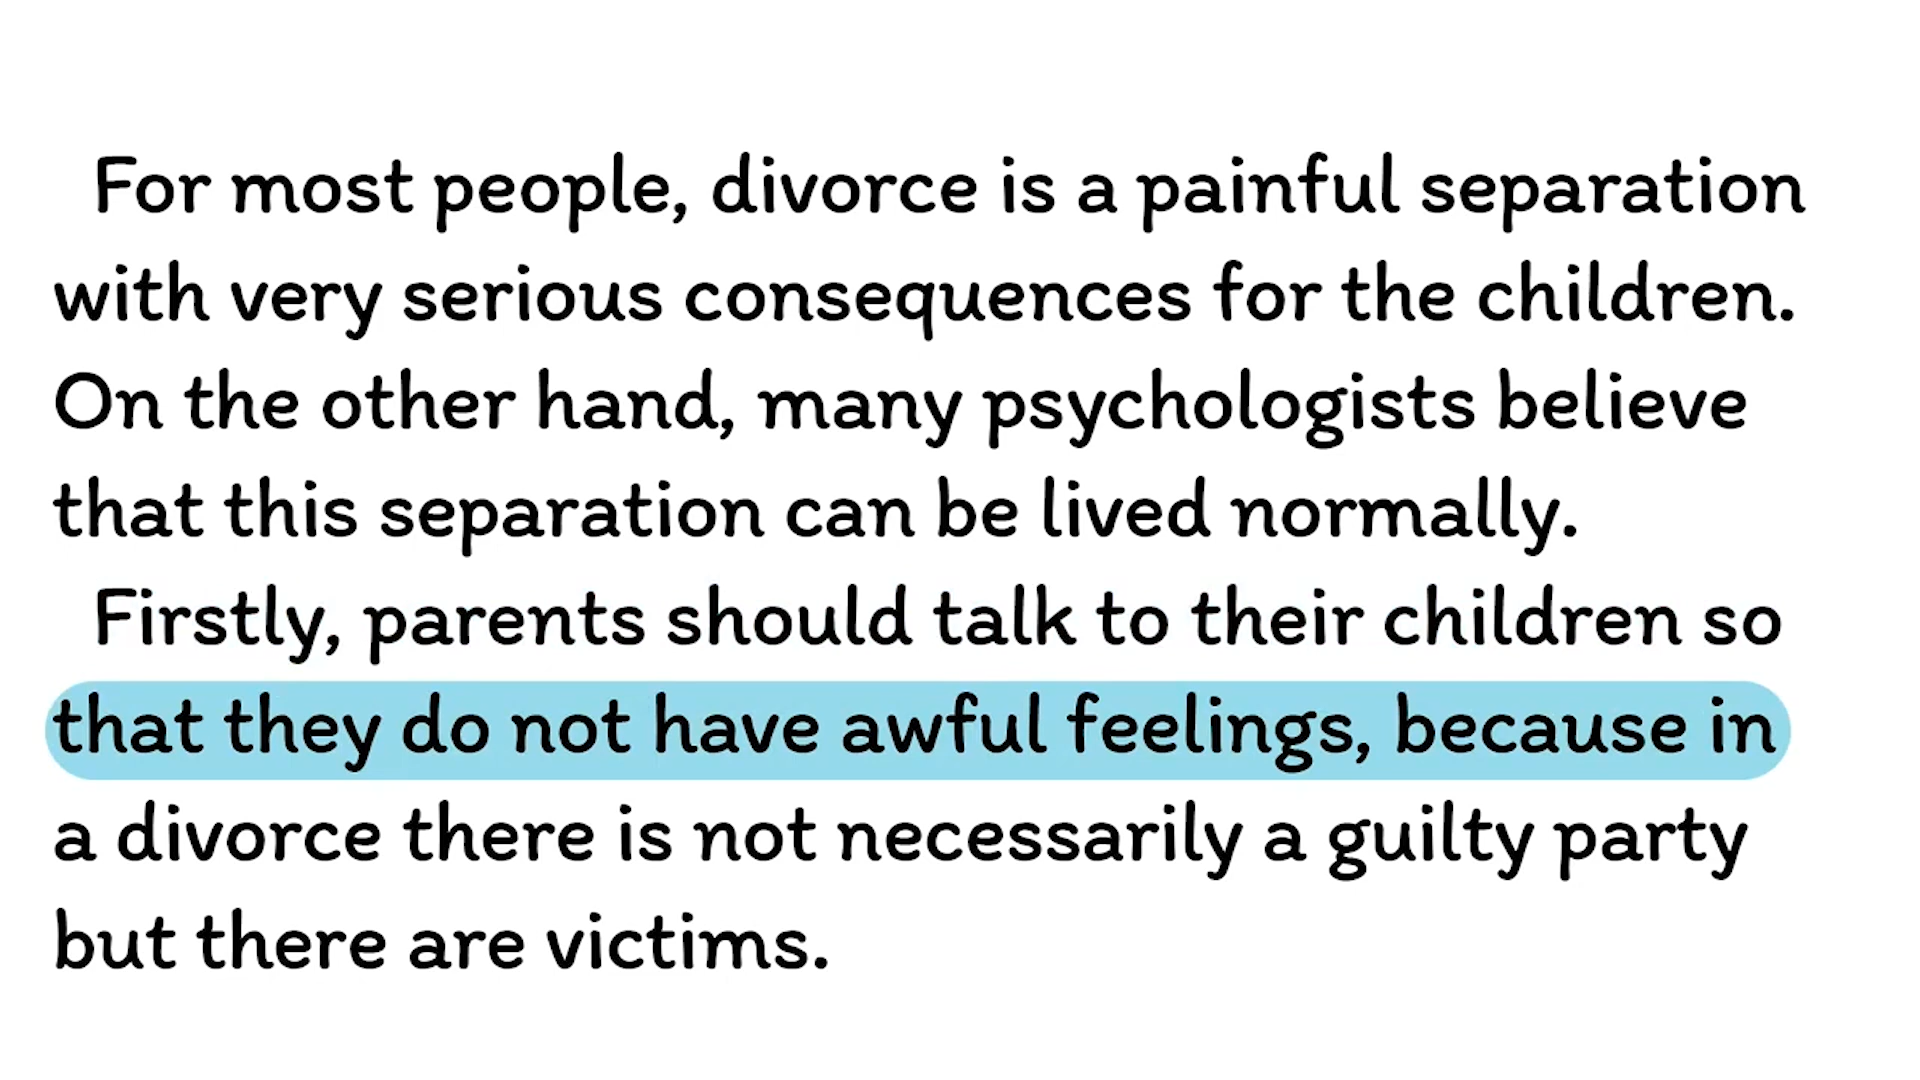 For most people, divorce is a painful separation
with very serious consequences for the children.
On the other hand, many psychologists believe
that this separation can be lived normally.
Firstly, parents should talk to their children so
that they do not have awful feelings, because in
a divorce there is not necessarily a guilty party
but there are victims.